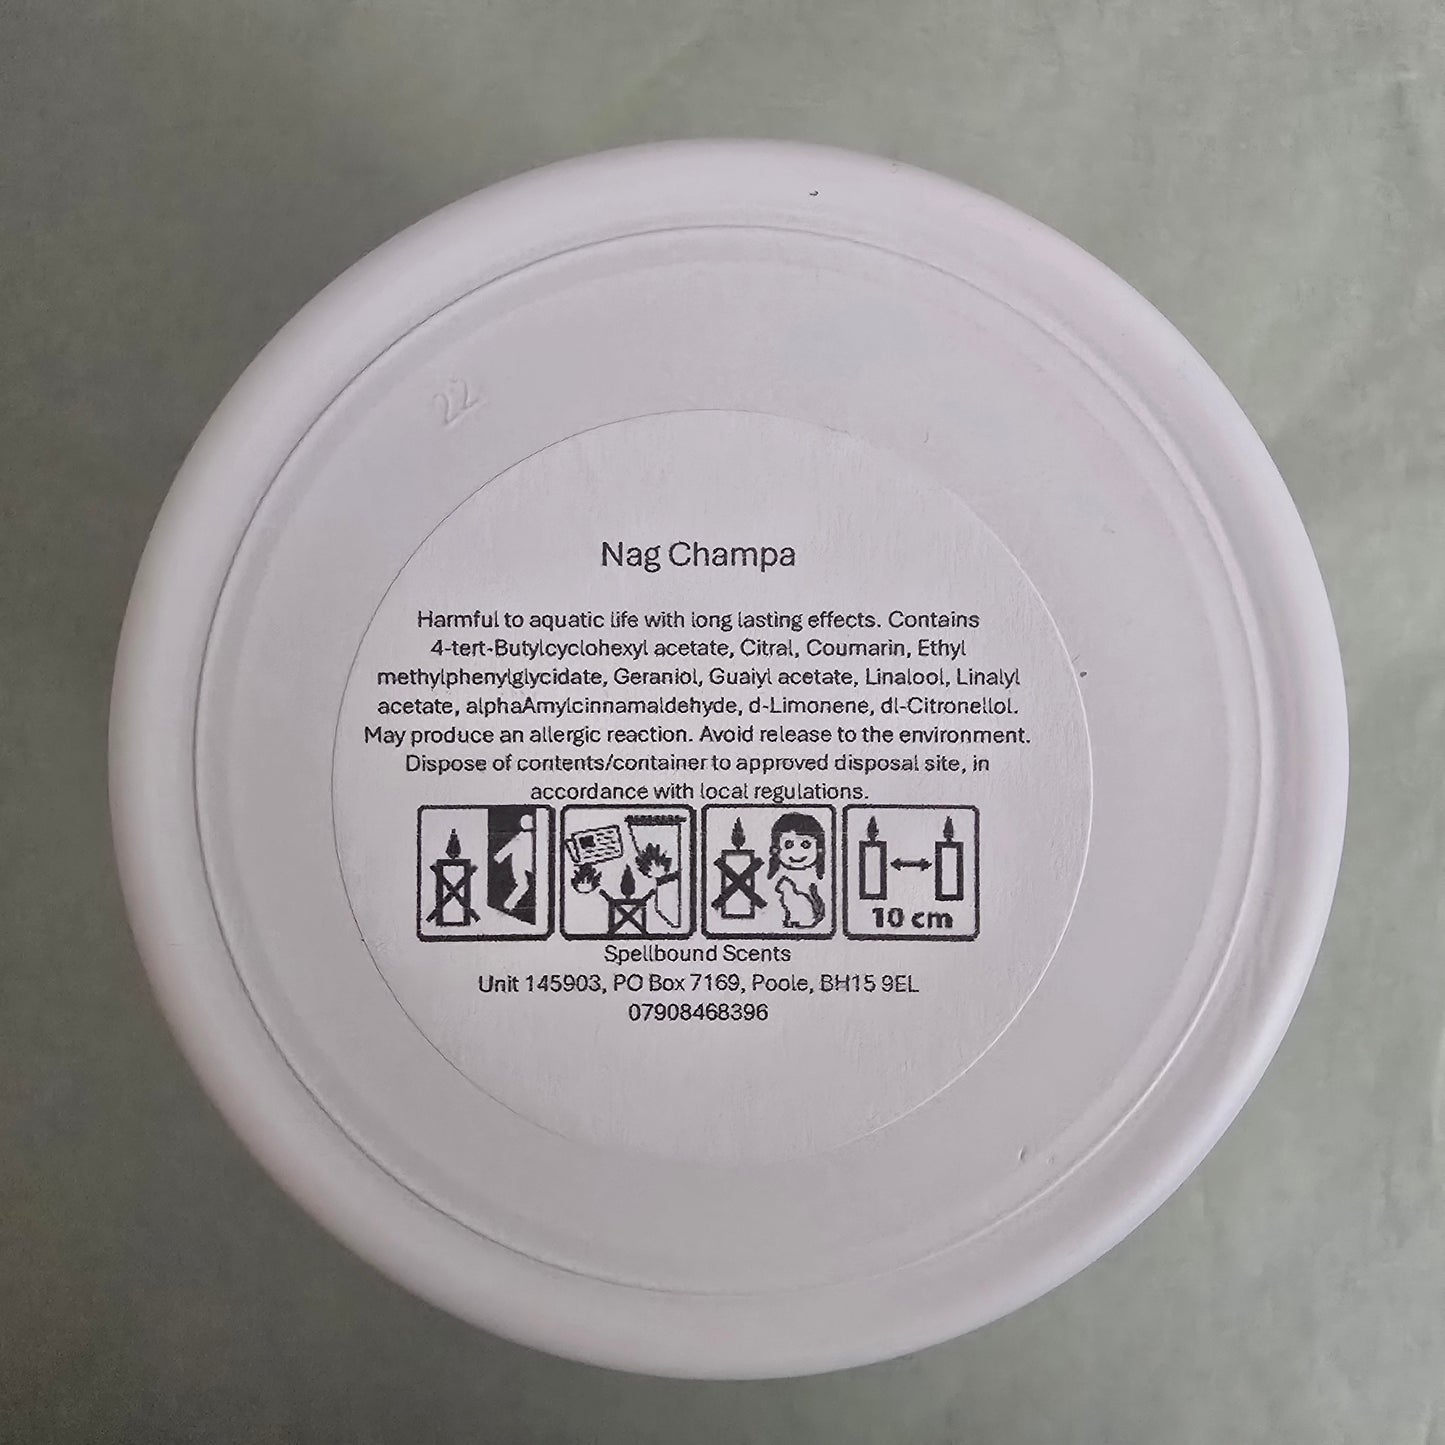 22
Nag Champa
Harmful to aquatic life with long lasting effects. Contains
4-tert-Butylcyclohexyl acetate, Citral, Coumarin, Ethyl
methylphenylglycidate, Geraniol, Guaiyl acetate, Linalool, Linalyl
acetate, alphaAmylcinnamaldehyde, d-Limonene, dl-Citronellol.
May produce an allergic reaction. Avoid release to the environment.
Dispose of contents/container to approved disposal site, in
accordance with local regulations.
10 cm
Spellbound Scents
Unit 145903, PO Box 7169, Poole, BH15 9EL
07908468396